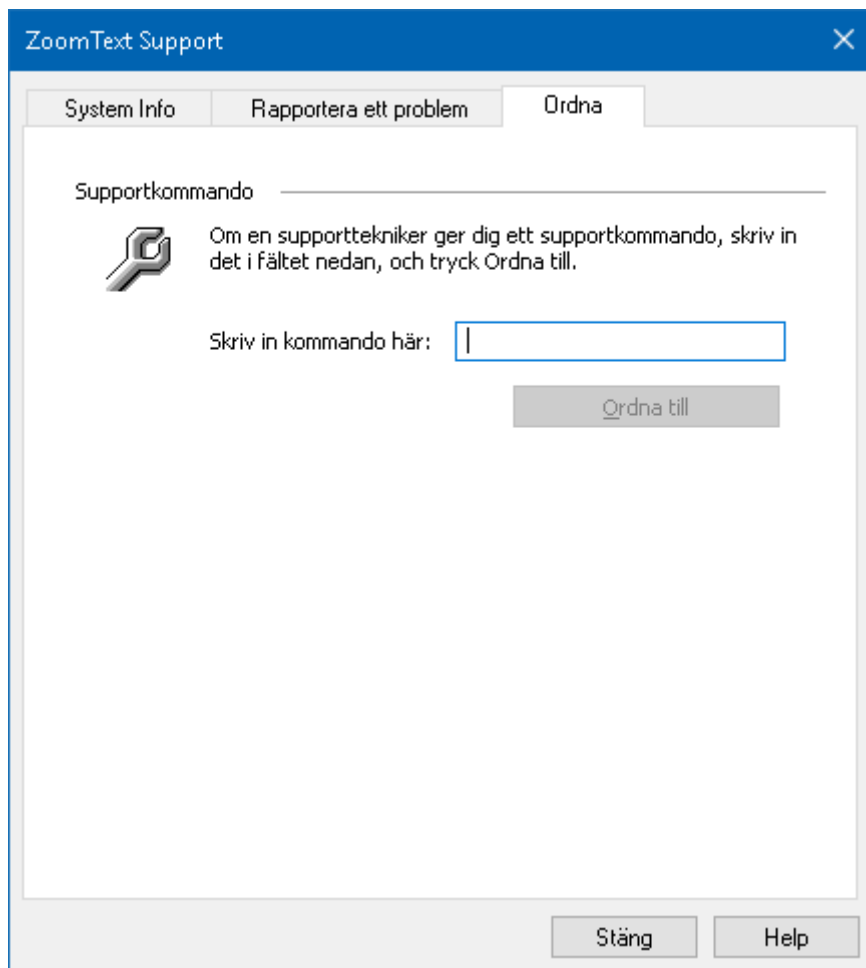 ZoomText Support
System Info
Rapportera ett problem
Ordna
Supportkommando
Om en supporttekniker ger dig ett supportkommando, skriv in
det i fältet nedan, och tryck Ordna till.
Skriv in kommando här:
Ordna till
Stäng
Help